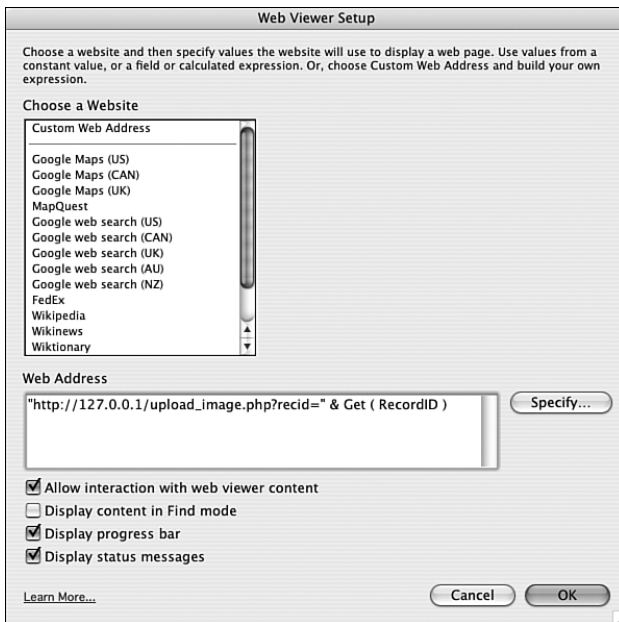 Web Viewer Setup
Choose a website and then specify values the website will use to display a web page. Use values from a
constant value, or a field or calculated expression. Or, choose Custom Web Address and build your own
expression.
Choose a Website
Custom Web Address
Google Maps (US)
Google Maps (CAN)
Google Maps (UK)
MapQuest
Google web search (US)
Google web search (CAN)
Google web search (UK)
Google web search (AU)
Google web search (NZ)
FedEx
Wikipedia
Wikinews
Wiktionary
Web Address
"http://127.0.0.1/upload_image.php?recid=" & Get ( RecordID )
Specify...
Allow interaction with web viewer content
Display content in Find mode
Display progress bar
Display status messages
Learn More...
Cancel
OK